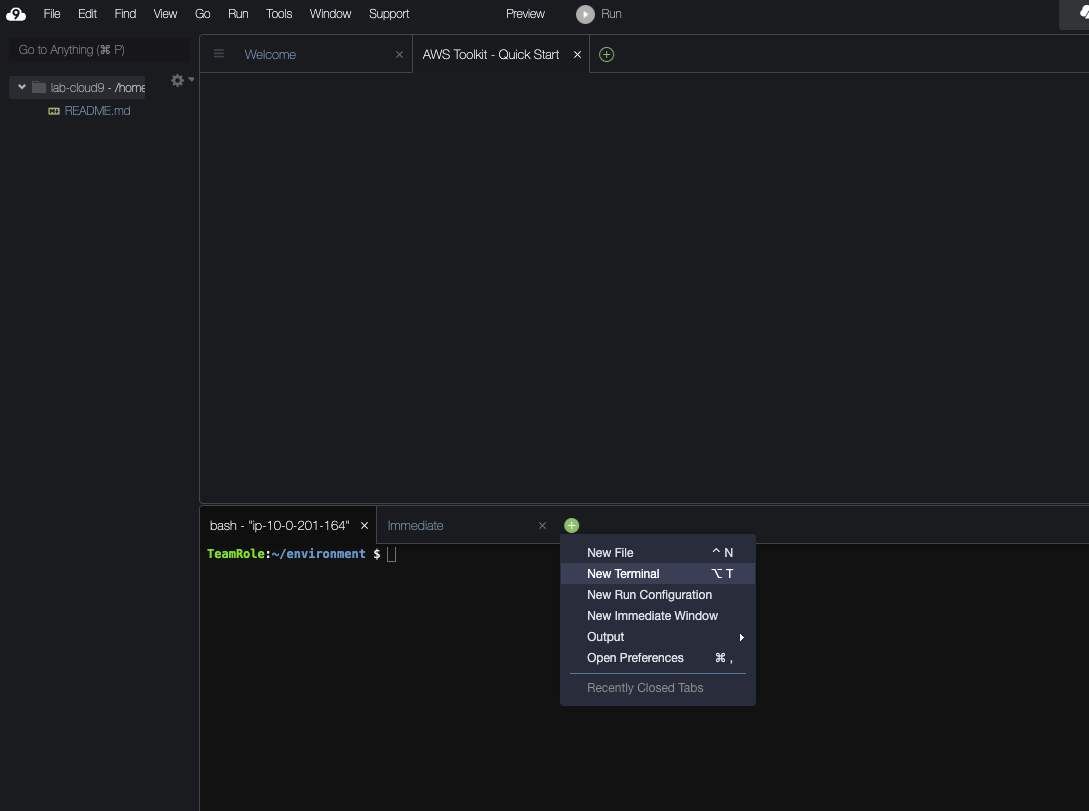 9 File Edit Find View Go Run Tools Window Support Preview Run
Go to Anything (⌘ P)
Welcome × AWS Toolkit - Quick Start ×
lab-cloud9 - /home
README.md
bash - "ip-10-0-201-164" × Immediate ×
TeamRole:~/environment $
New File ^ N
New Terminal ⌥ T
New Run Configuration
New Immediate Window
Output
Open Preferences ⌘ ,
Recently Closed Tabs